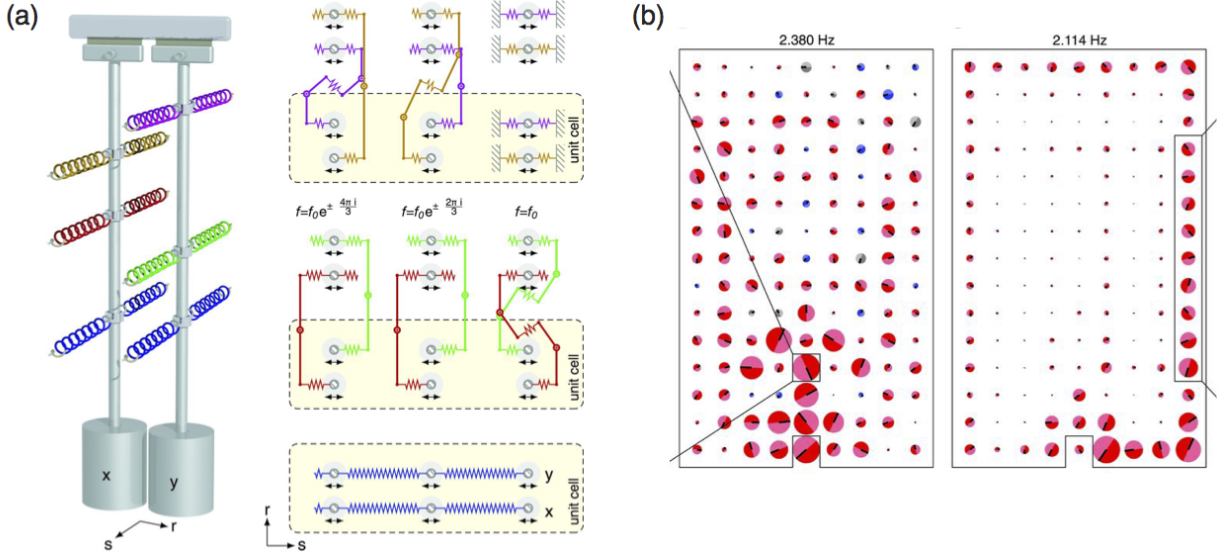 (a)
x
y
s
r
unit cell
f=f₀e± 4πi/3
f=f₀e± 2πi/3
f=f₀
unit cell
y
x
unit cell
r
s
(b)
2.380 Hz
2.114 Hz